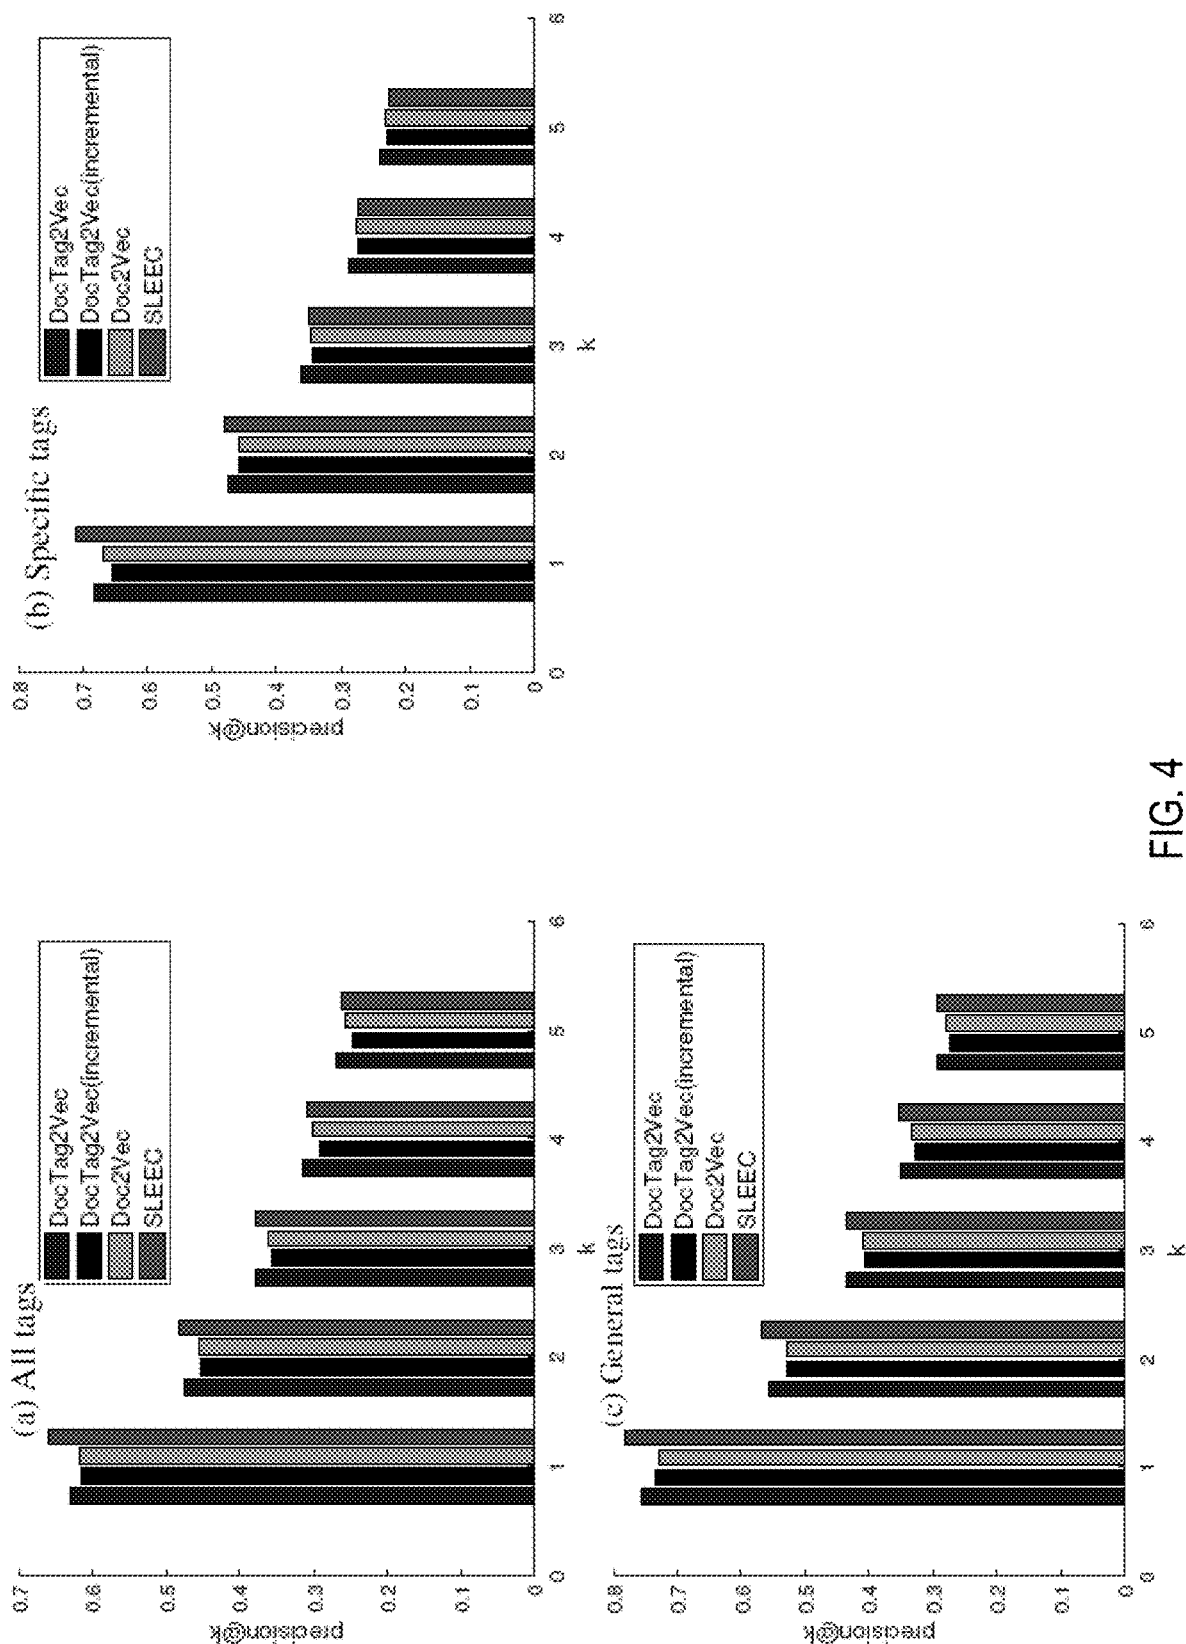 (a) All tags
DocTag2Vec
DocTag2Vec(incremental)
Doc2Vec
SLEEC
precision@k
0.7
0.6
0.5
0.4
0.3
0.2
0.1
0
0 1 2 3 4 5 6
k
(b) Specific tags
DocTag2Vec
DocTag2Vec(incremental)
Doc2Vec
SLEEC
precision@k
0.8
0.7
0.6
0.5
0.4
0.3
0.2
0.1
0
0 1 2 3 4 5 6
k
(c) General tags
DocTag2Vec
DocTag2Vec(incremental)
Doc2Vec
SLEEC
precision@k
0.8
0.7
0.6
0.5
0.4
0.3
0.2
0.1
0
0 1 2 3 4 5 6
k
FIG. 4